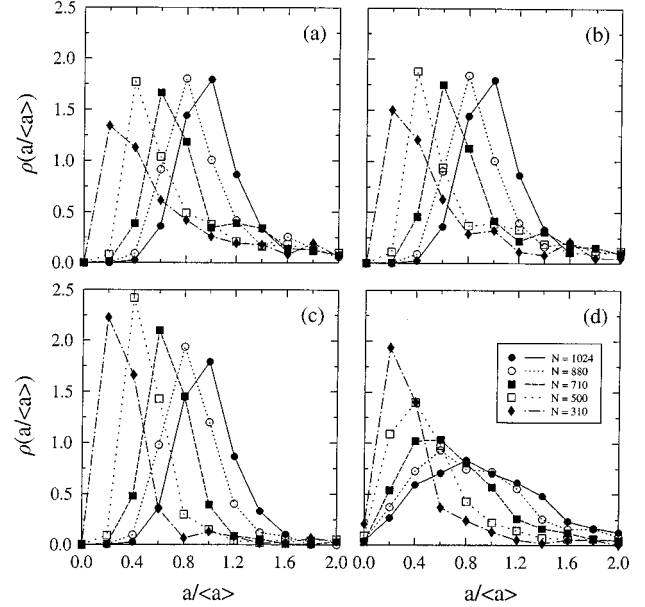 2.5
2.0
1.5
1.0
0.5
0.0
ρ(a/<a>)
(a)
(b)
2.5
2.0
1.5
1.0
0.5
0.0
ρ(a/<a>)
(c)
(d)
N = 1024
N = 880
N = 710
N = 500
N = 310
0.0 0.4 0.8 1.2 1.6 0.0 0.4 0.8 1.2 1.6 2.0
a/<a> a/<a>